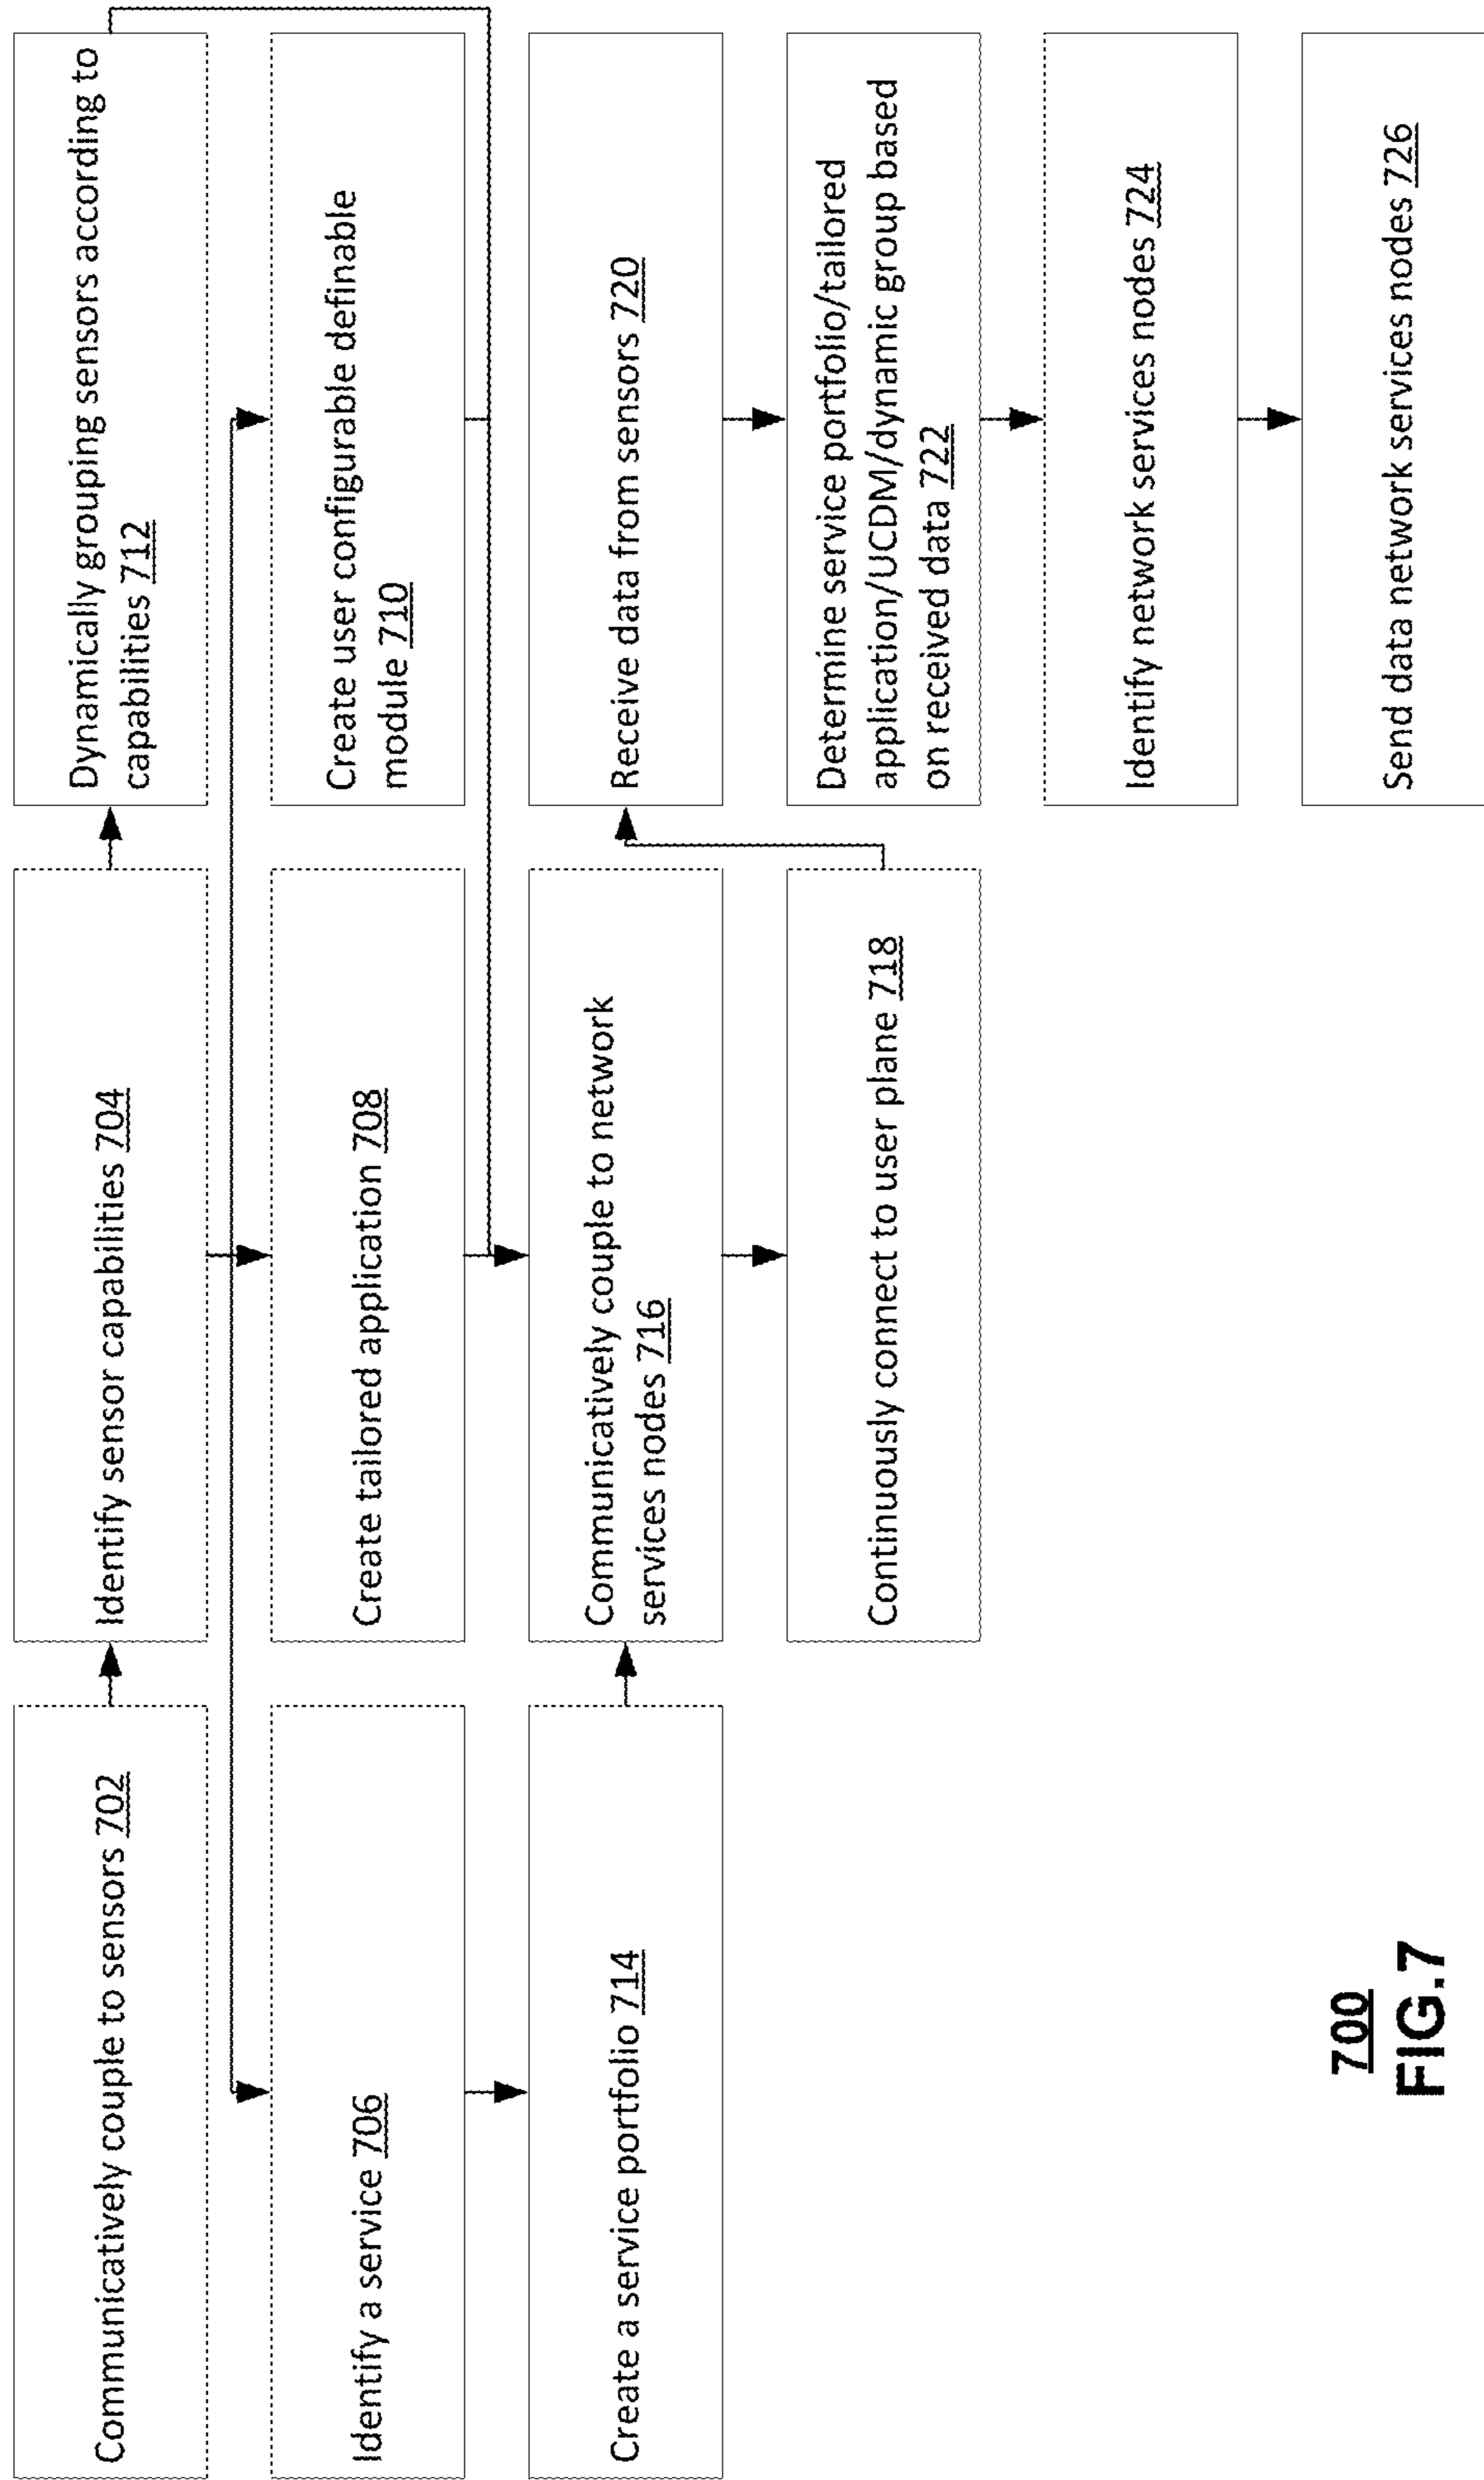 Communicatively couple to sensors 702
Identify sensor capabilities 704
Dynamically grouping sensors according to
capabilities 712
Identify a service 706
Create tailored application 708
Create user configurable definable
module 710
Create a service portfolio 714
Communicatively couple to network
services nodes 716
Receive data from sensors 720
Continuously connect to user plane 718
Determine service portfolio/tailored
application/UCDM/dynamic group based
on received data 722
Identify network services nodes 724
Send data network services nodes 726
700
FIG.7